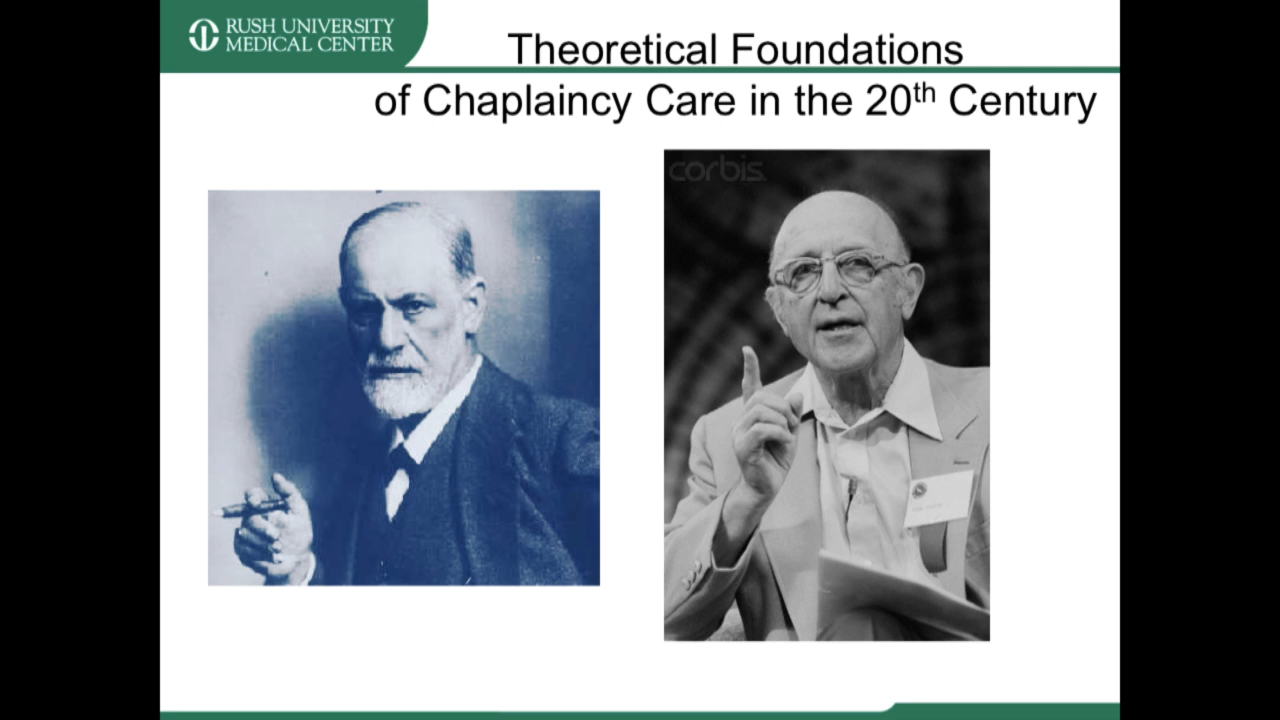 RUSH UNIVERSITY
MEDICAL CENTER
Theoretical Foundations
of Chaplaincy Care in the 20th Century
corbis.